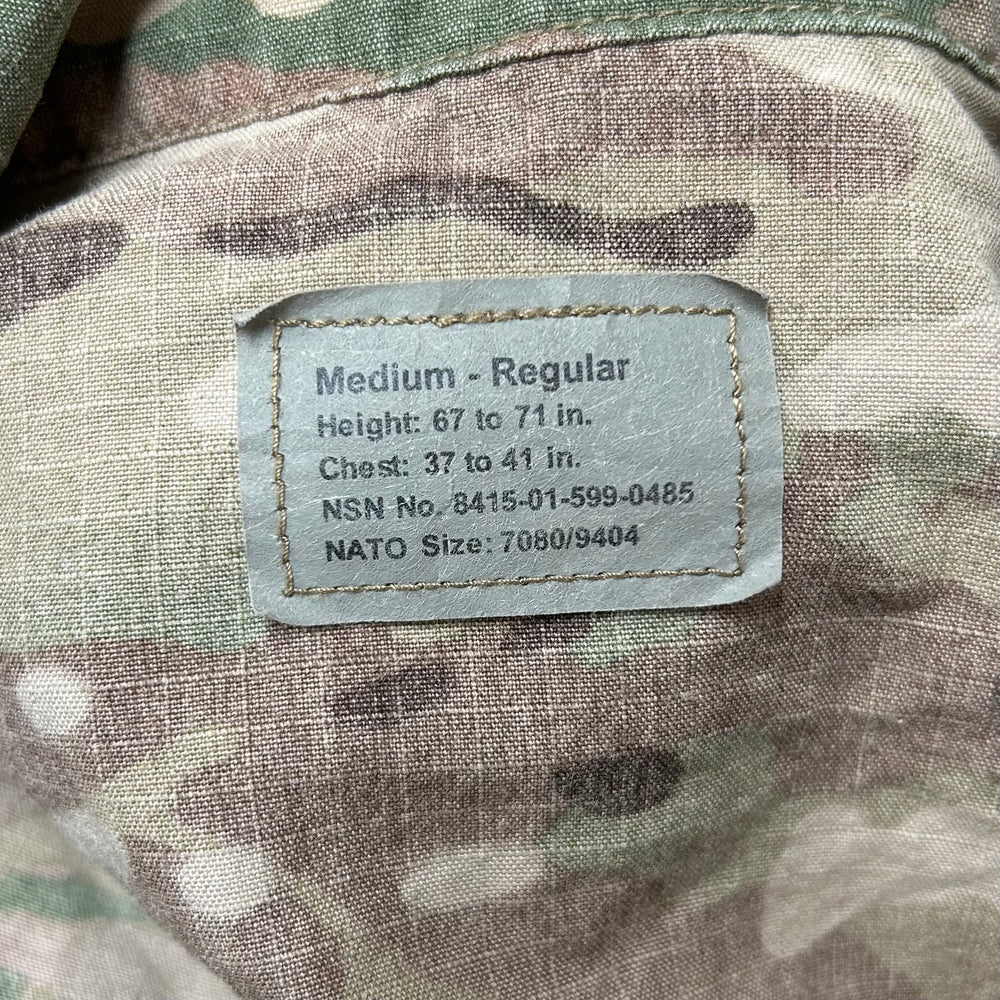 Medium - Regular
Height: 67 to 71 in.
Chest: 37 to 41 in.
NSN No. 8415-01-599-0485
NATO Size: 7080/9404